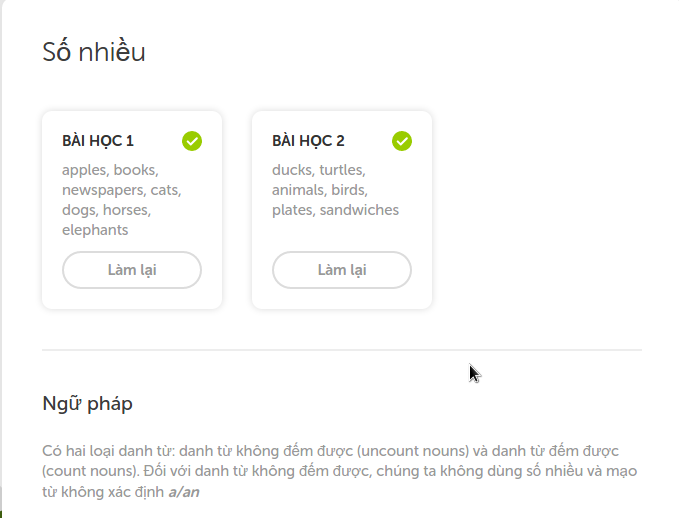 Số nhiều
BÀI HỌC 1
apples, books,
newspapers, cats,
dogs, horses,
elephants
Làm lại
BÀI HỌC 2
ducks, turtles,
animals, birds,
plates, sandwiches
Làm lại
Ngữ pháp
Có hai loại danh từ: danh từ không đếm được (uncount nouns) và danh từ đếm được
(count nouns). Đối với danh từ không đếm được, chúng ta không dùng số nhiều và mạo
từ không xác định a/an